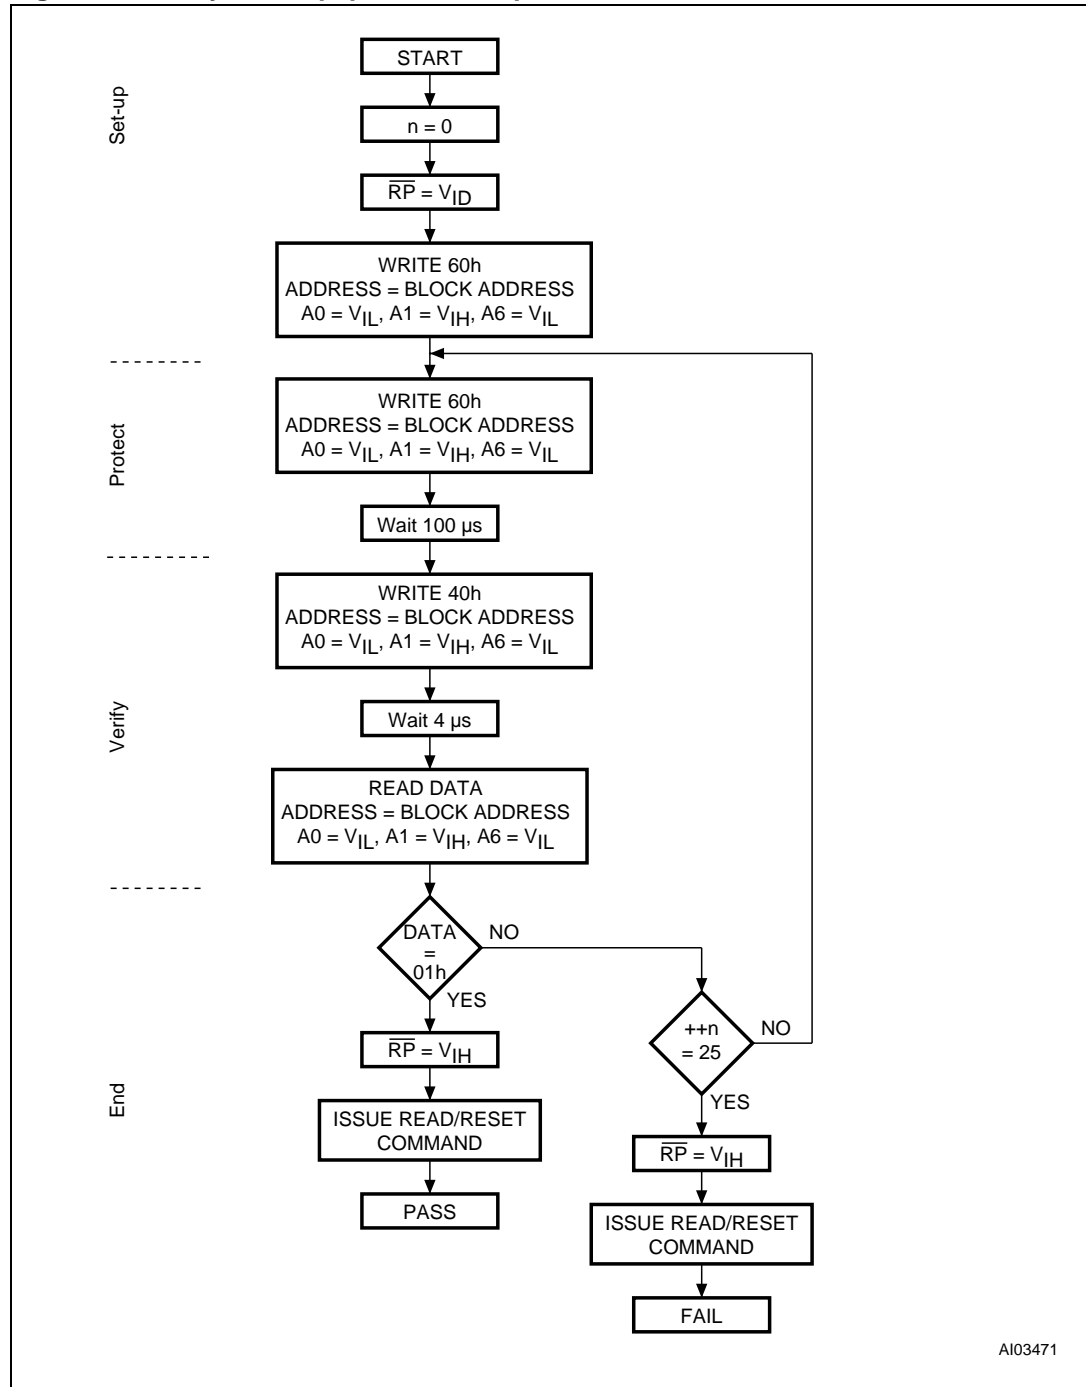 START
Set-up
n = 0
RP = VID
WRITE 60h
ADDRESS = BLOCK ADDRESS
A0 = VIL, A1 = VIH, A6 = VIL
Protect
WRITE 60h
ADDRESS = BLOCK ADDRESS
A0 = VIL, A1 = VIH, A6 = VIL
Wait 100 µs
WRITE 40h
ADDRESS = BLOCK ADDRESS
A0 = VIL, A1 = VIH, A6 = VIL
Verify
Wait 4 µs
READ DATA
ADDRESS = BLOCK ADDRESS
A0 = VIL, A1 = VIH, A6 = VIL
End
DATA
=
01h
NO
YES
++n
= 25
NO
YES
RP = VIH
ISSUE READ/RESET
COMMAND
PASS
RP = VIH
ISSUE READ/RESET
COMMAND
FAIL
AI03471